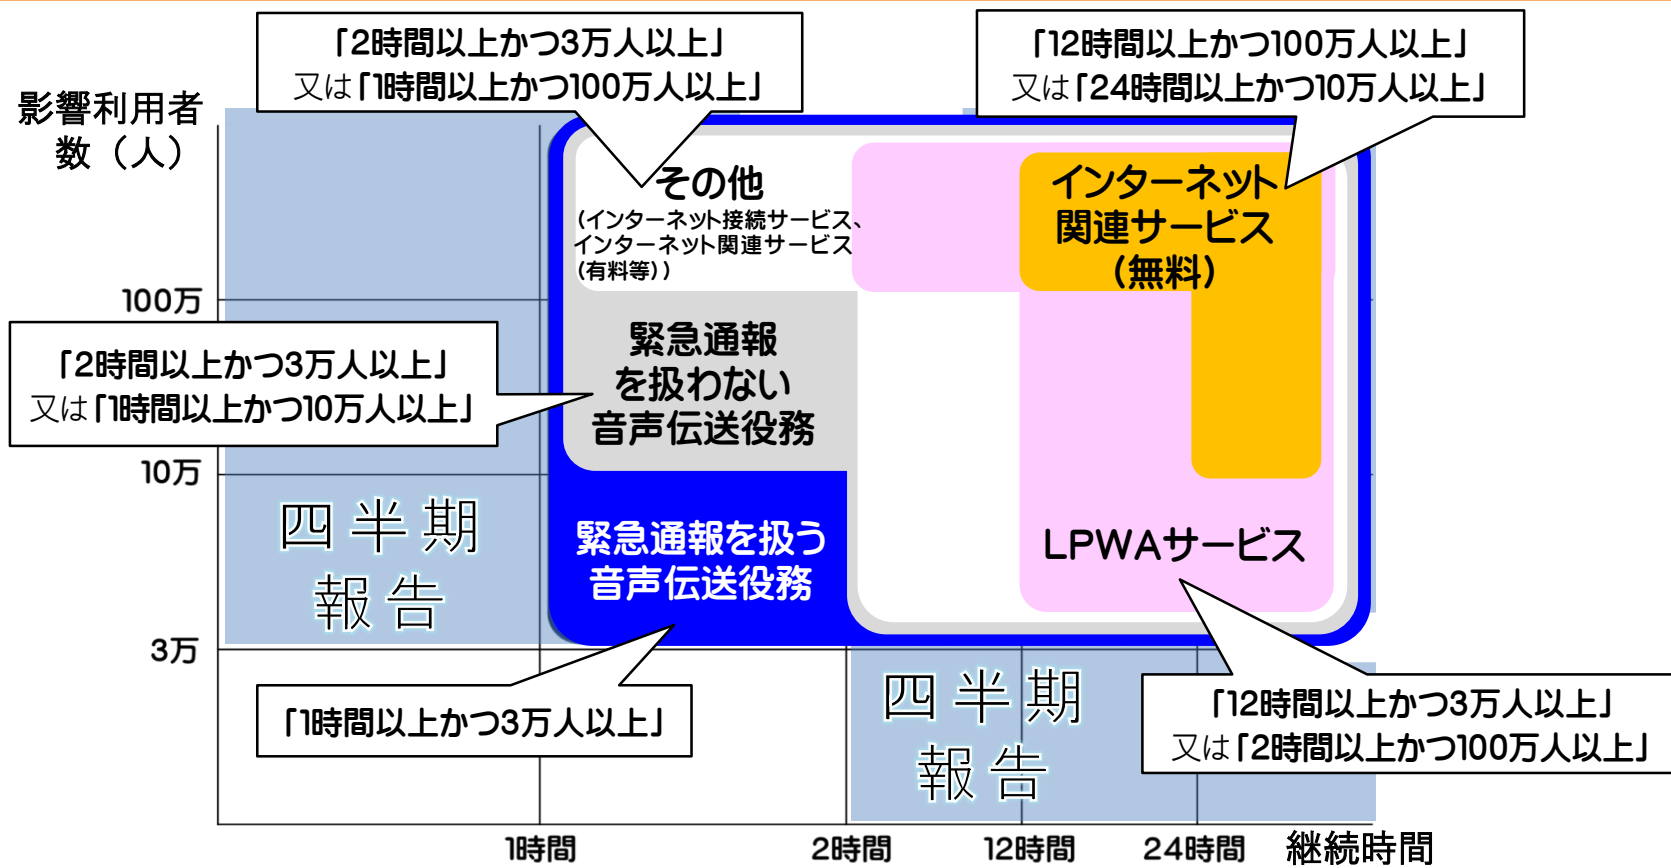 「2時間以上かつ3万人以上」
又は「1時間以上かつ100万人以上」
「12時間以上かつ100万人以上」
又は「24時間以上かつ10万人以上」
影響利用者
数（人）
その他
（インターネット接続サービス、
インターネット関連サービス
（有料等））
インターネット
関連サービス
（無料）
100万
「2時間以上かつ3万人以上」
又は「1時間以上かつ10万人以上」
緊急通報
を扱わない
音声伝送役務
10万
四半期
報告
緊急通報を扱う
音声伝送役務
LPWAサービス
3万
「1時間以上かつ3万人以上」
四半期
報告
「12時間以上かつ3万人以上」
又は「2時間以上かつ100万人以上」
1時間
2時間
12時間
24時間
継続時間